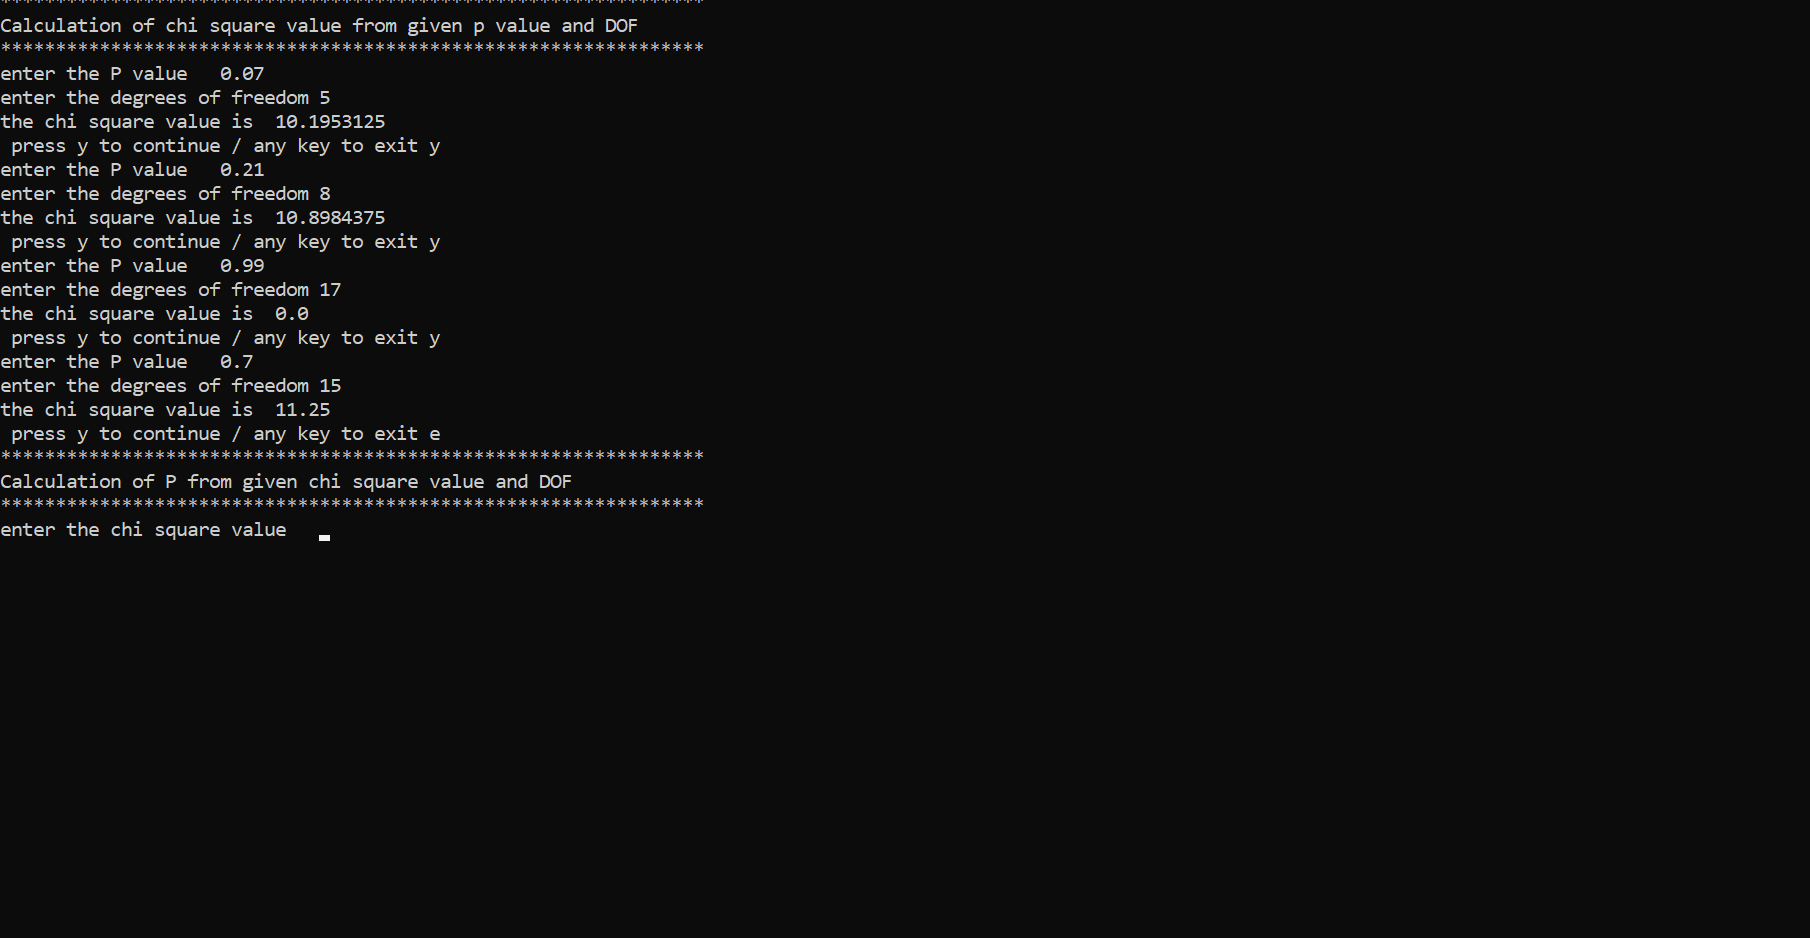 ****************************************************************
Calculation of chi square value from given p value and DOF
****************************************************************
enter the P value   0.07
enter the degrees of freedom 5
the chi square value is  10.1953125
 press y to continue / any key to exit y
enter the P value   0.21
enter the degrees of freedom 8
the chi square value is  10.8984375
 press y to continue / any key to exit y
enter the P value   0.99
enter the degrees of freedom 17
the chi square value is  0.0
 press y to continue / any key to exit y
enter the P value   0.7
enter the degrees of freedom 15
the chi square value is  11.25
 press y to continue / any key to exit e
****************************************************************
Calculation of P from given chi square value and DOF
****************************************************************
enter the chi square value